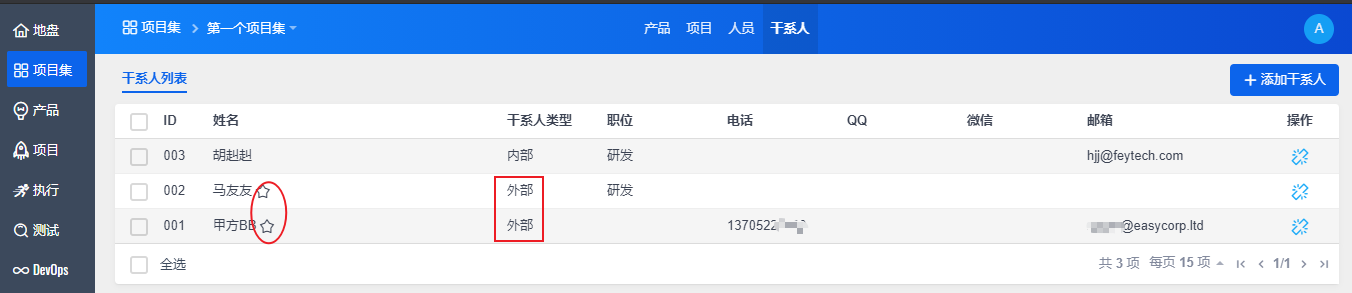 地盘
项目集
产品
项目
执行
测试
DevOps
项目集 第一个项目集
产品 项目 人员 干系人
A
干系人列表
添加干系人
ID 姓名 干系人类型 职位 电话 QQ 微信 邮箱 操作
003 胡赳赳 内部 研发 hjj@feytech.com
002 马友友 外部 研发
001 甲方BB 外部 1370522 @easycorp.ltd
全选
共 3 项 每页 15 项 1/1